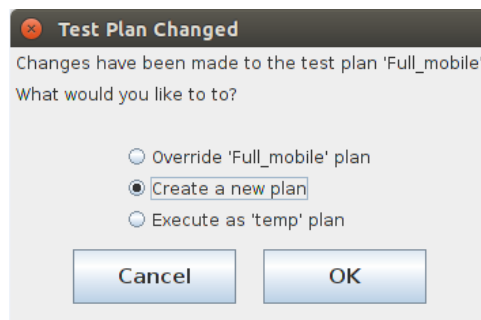 Test Plan Changed
Changes have been made to the test plan 'Full_mobile'
What would you like to to?
Override 'Full_mobile' plan
Create a new plan
Execute as 'temp' plan
Cancel
OK